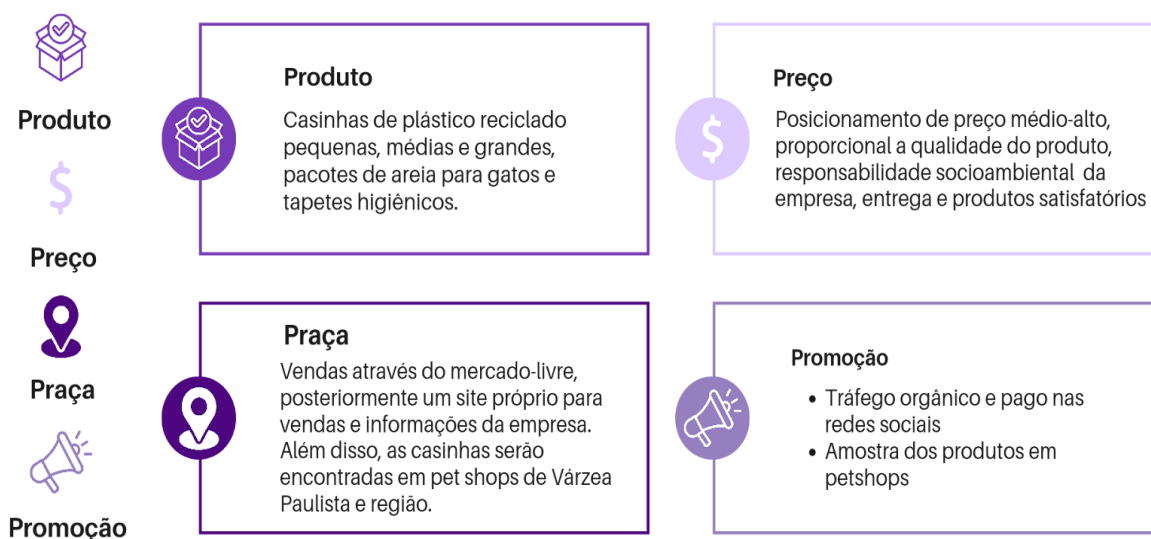 Produto
Preço
Praça
Promoção
Produto
Casinhas de plástico reciclado
pequenas, médias e grandes,
pacotes de areia para gatos e
tapetes higiênicos.
Preço
Posicionamento de preço médio-alto,
proporcional a qualidade do produto,
responsabilidade socioambiental da
empresa, entrega e produtos satisfatórios
Praça
Vendas através do mercado-livre,
posteriormente um site próprio para
vendas e informações da empresa.
Além disso, as casinhas serão
encontradas em pet shops de Várzea
Paulista e região.
Promoção
• Tráfego orgânico e pago nas
redes sociais
• Amostra dos produtos em
petshops